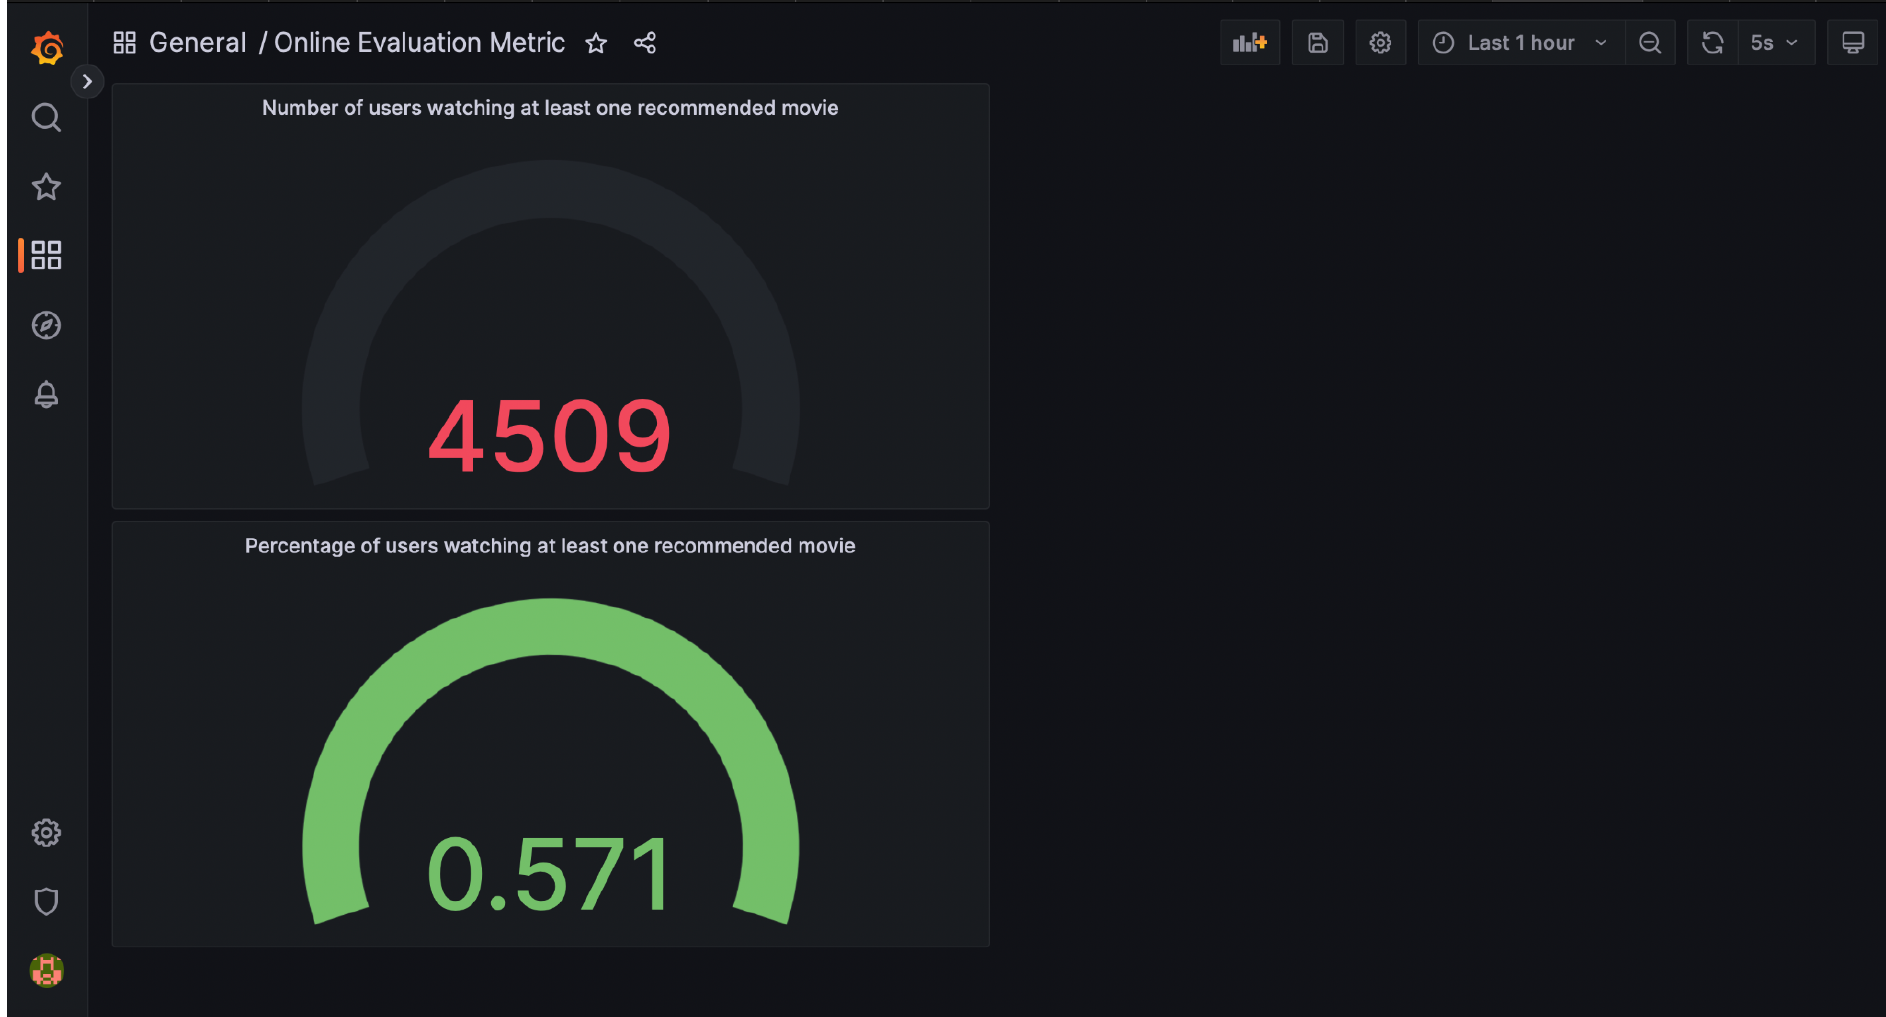 General / Online Evaluation Metric
Last 1 hour
5s
Number of users watching at least one recommended movie
4509
Percentage of users watching at least one recommended movie
0.571